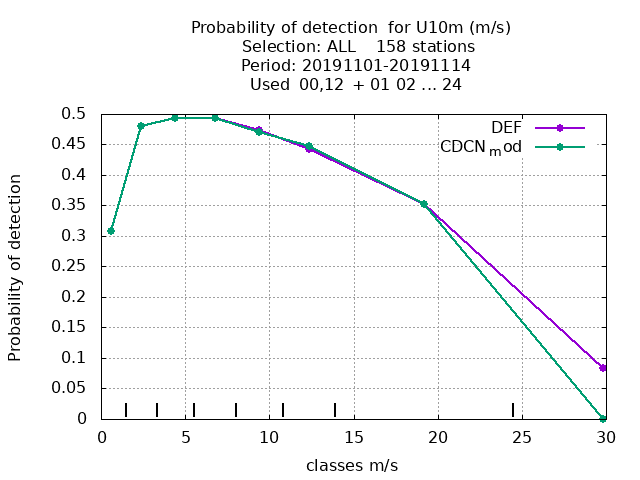 Probability of detection for U10m (m/s)
Selection: ALL 158 stations
Period: 20191101-20191114
Used 00,12 + 01 02 ... 24
DEF
CDCN_mod
Probability of detection
0.5
0.45
0.4
0.35
0.3
0.25
0.2
0.15
0.1
0.05
0
0 5 10 15 20 25 30
classes m/s